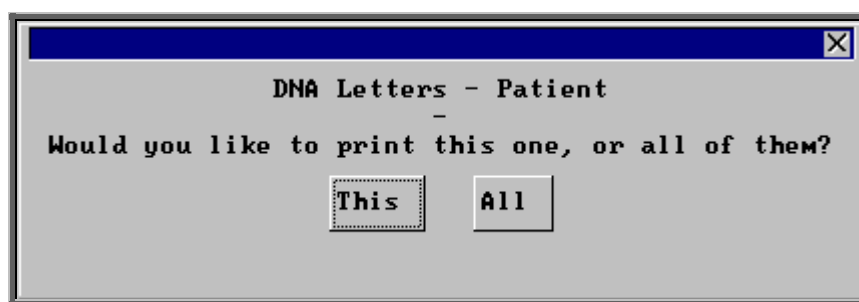 DNA Letters - Patient
-
Would you like to print this one, or all of them?
This All